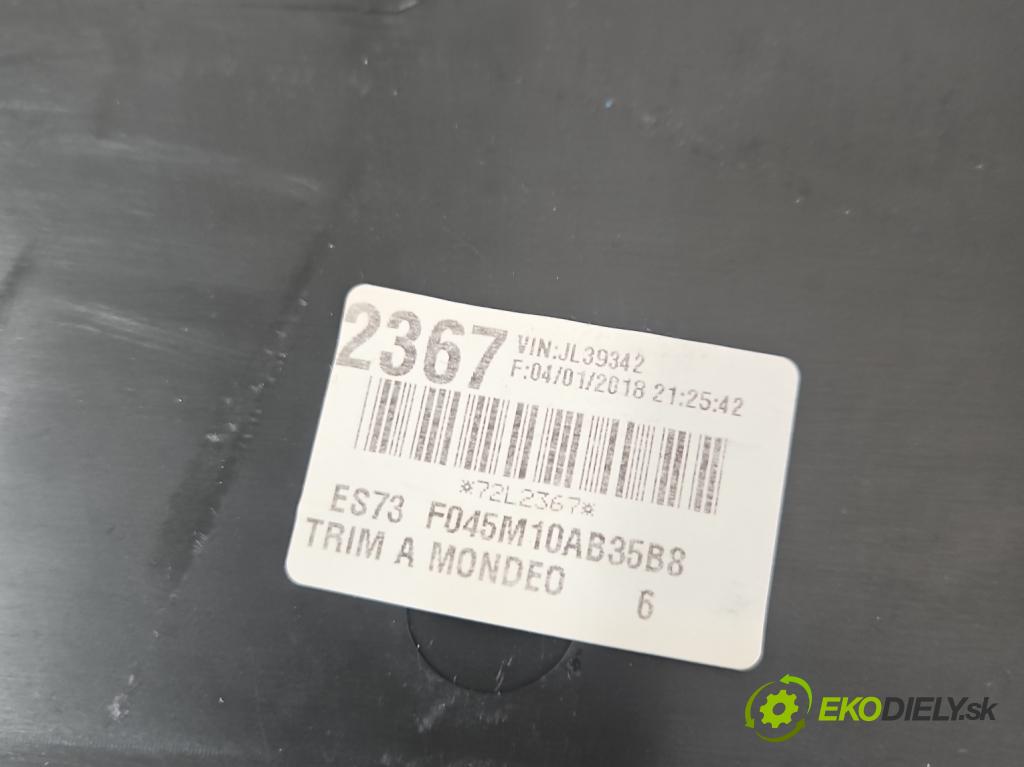 2367
VIN:JL39342
F:04/01/2018 21:25:42
*72L2367*
ES73 F045M10AB35B8
TRIM A MONDEO 6
EKODIELY.sk